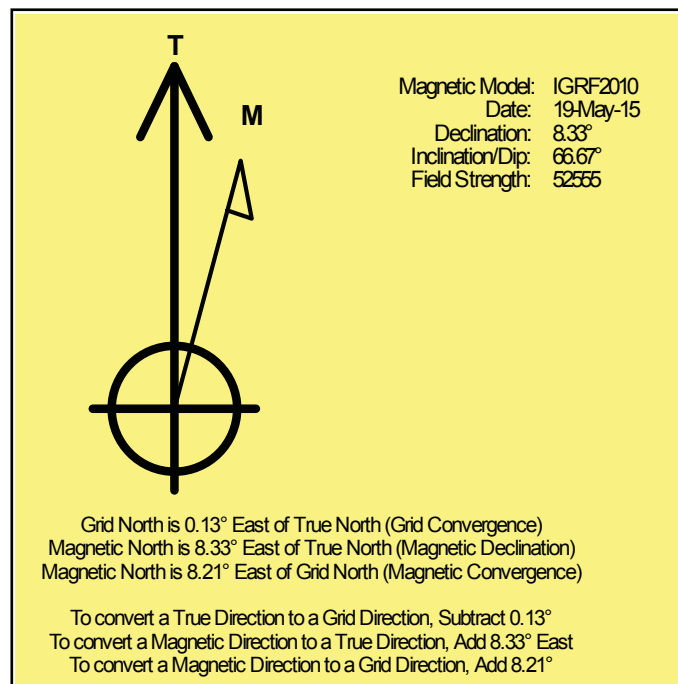 T
M
Magnetic Model: IGRF2010
Date: 19-May-15
Declination: 8.33°
Inclination/Dip: 66.67°
Field Strength: 52555
Grid North is 0.13° East of True North (Grid Convergence)
Magnetic North is 8.33° East of True North (Magnetic Declination)
Magnetic North is 8.21° East of Grid North (Magnetic Convergence)
To convert a True Direction to a Grid Direction, Subtract 0.13°
To convert a Magnetic Direction to a True Direction, Add 8.33° East
To convert a Magnetic Direction to a Grid Direction, Add 8.21°